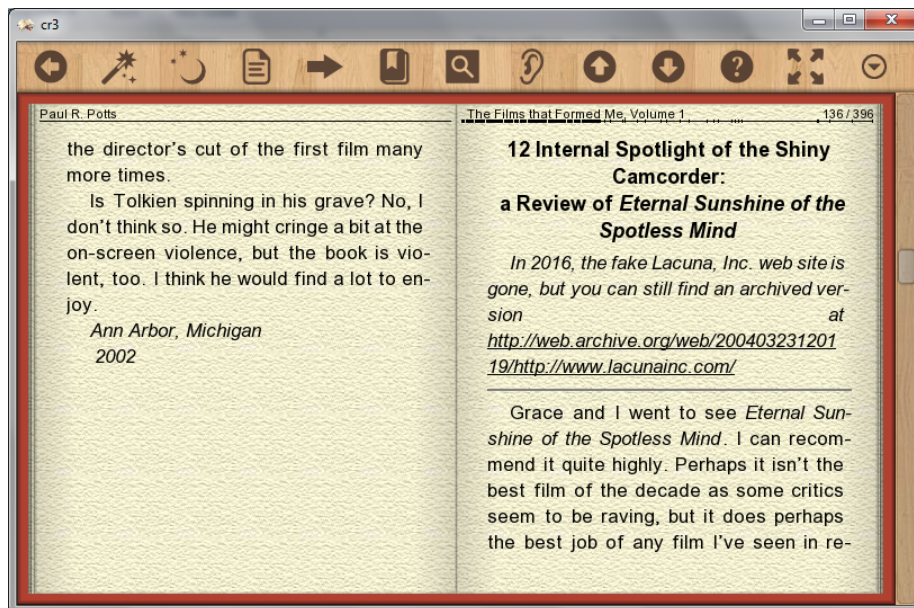 cr3
Paul R. Potts
the director's cut of the first film many
more times.
Is Tolkien spinning in his grave? No, I
don't think so. He might cringe a bit at the
on-screen violence, but the book is vio-
lent, too. I think he would find a lot to en-
joy.
Ann Arbor, Michigan
2002
The Films that Formed Me, Volume 1
136 / 396
12 Internal Spotlight of the Shiny
Camcorder:
a Review of Eternal Sunshine of the
Spotless Mind
In 2016, the fake Lacuna, Inc. web site is
gone, but you can still find an archived ver-
sion at
http://web.archive.org/web/200403231201
19/http://www.lacunainc.com/
Grace and I went to see Eternal Sun-
shine of the Spotless Mind. I can recom-
mend it quite highly. Perhaps it isn't the
best film of the decade as some critics
seem to be raving, but it does perhaps
the best job of any film I've seen in re-